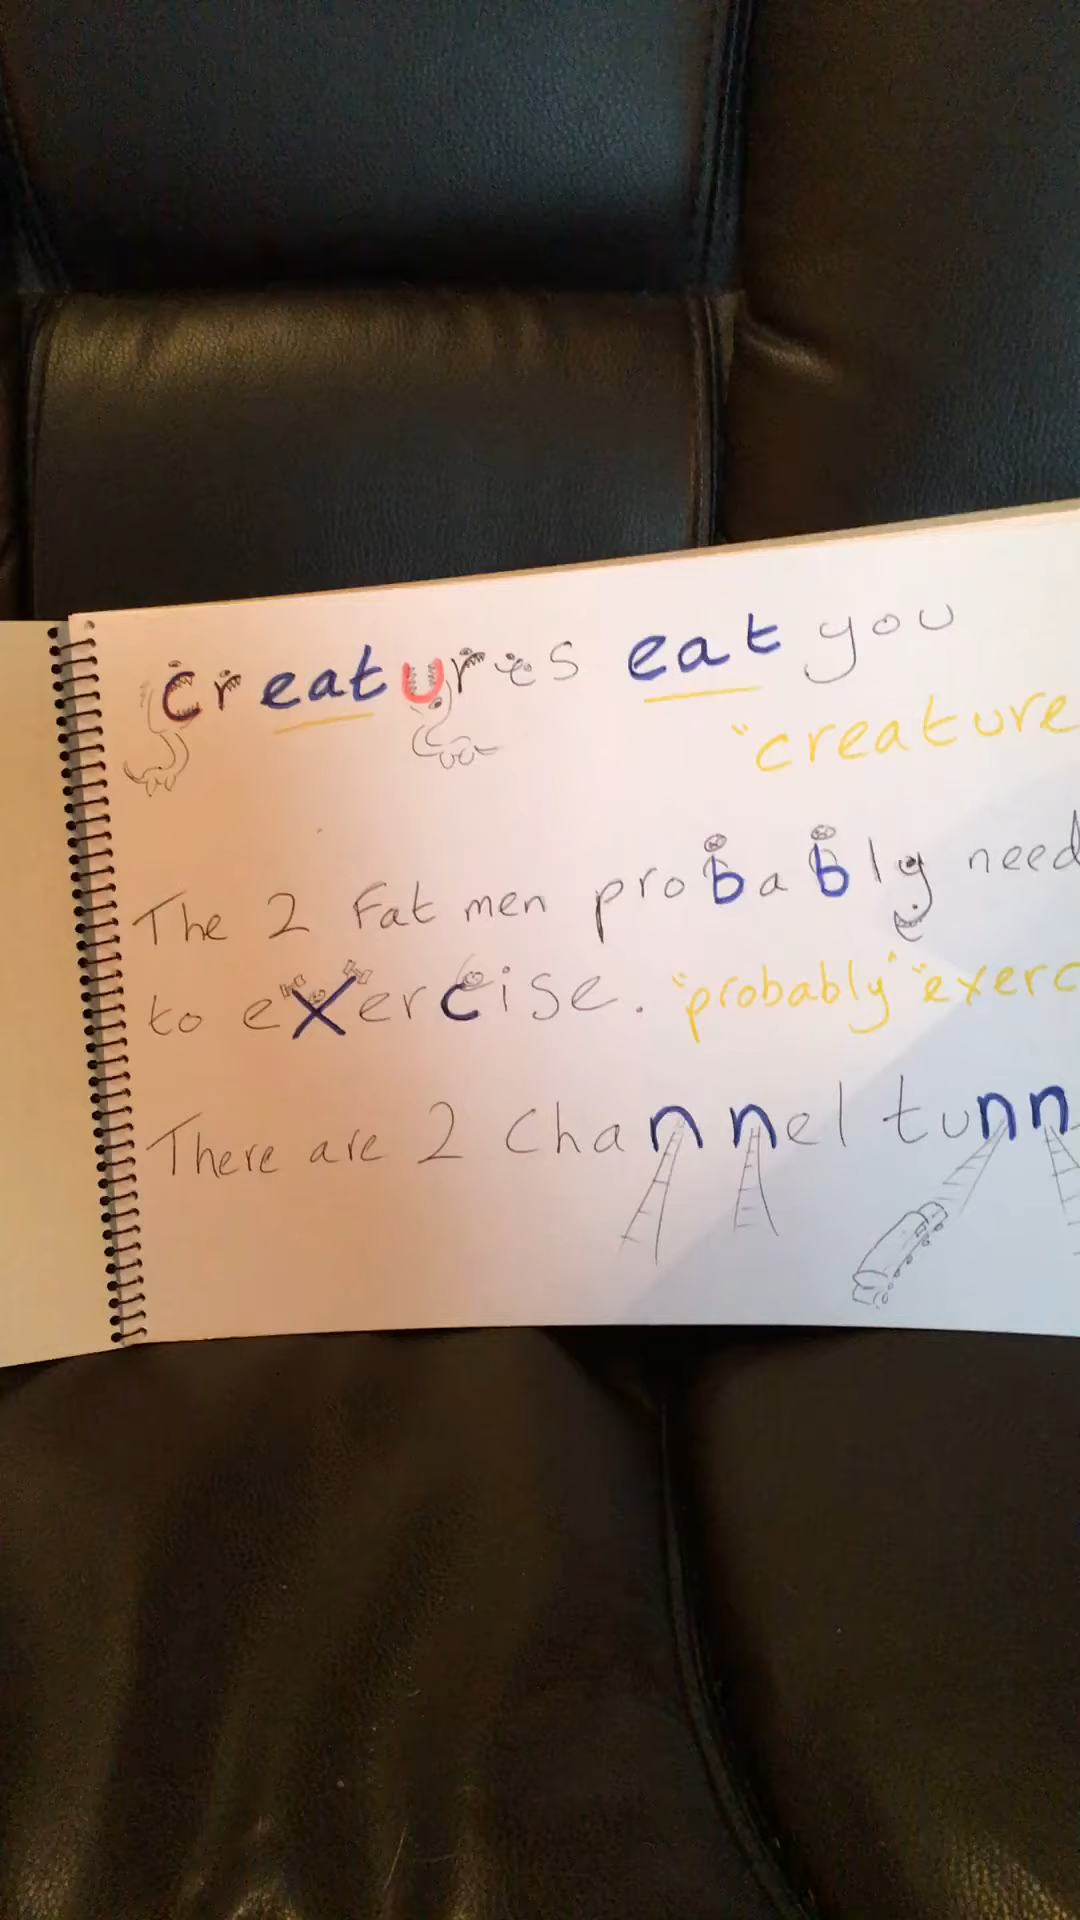 Creatures eat you
"creature
The 2 Fat men probably need
to exercise. "probably" "exerc
There are 2 Channel tunn